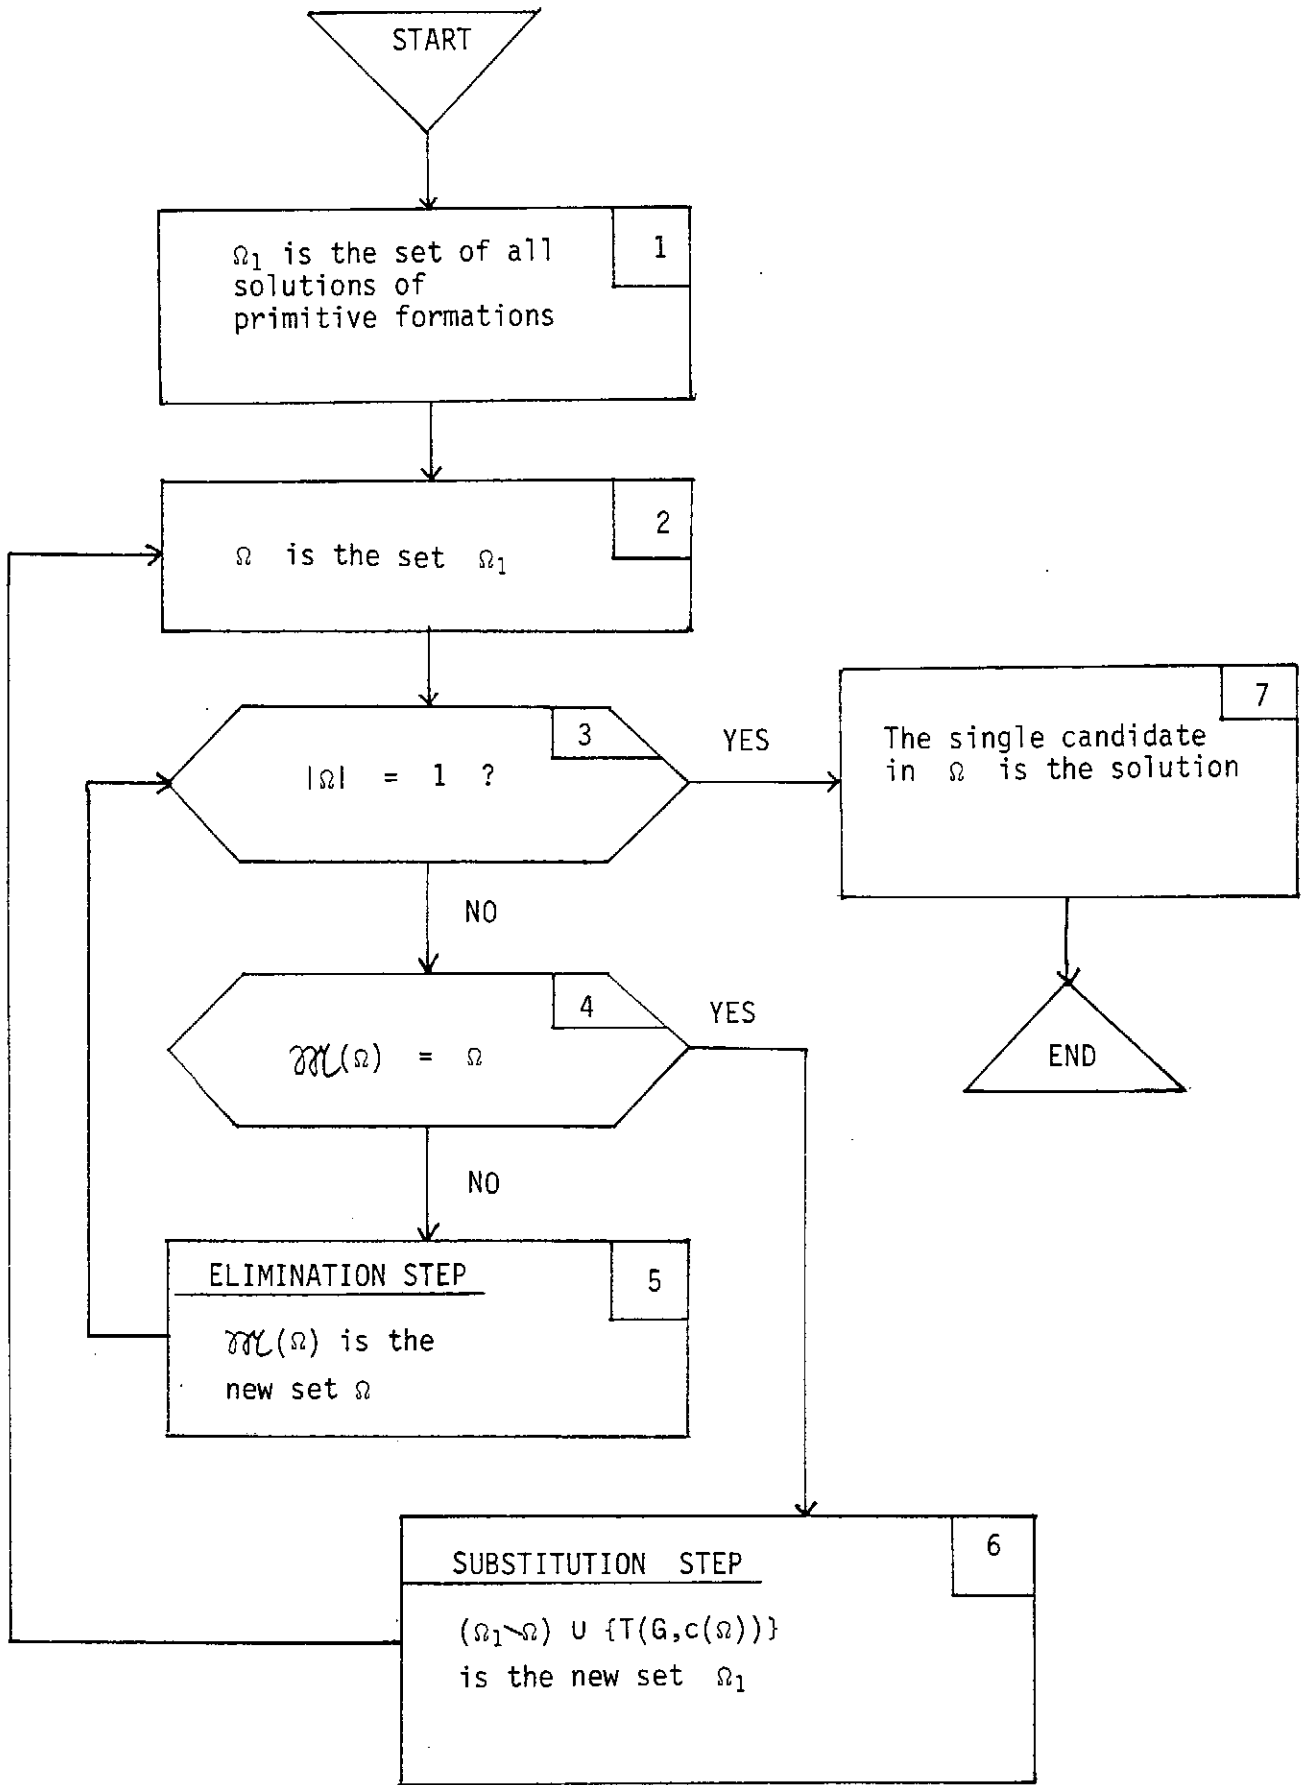 START
1
Ω₁ is the set of all
solutions of
primitive formations
2
Ω is the set Ω₁
3
|Ω| = 1 ?
YES
7
The single candidate
in Ω is the solution
NO
END
4
ℳ(Ω) = Ω
YES
NO
5
ELIMINATION STEP
ℳ(Ω) is the
new set Ω
6
SUBSTITUTION STEP
(Ω₁∖Ω) ∪ {T(G,c(Ω))}
is the new set Ω₁